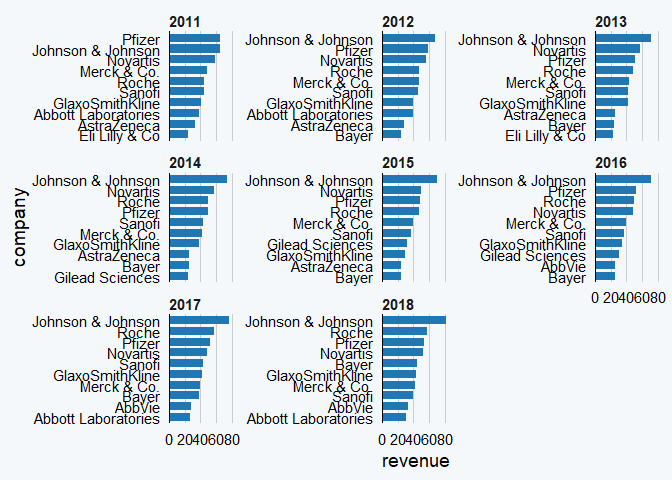 2011
Pfizer
Johnson & Johnson
Novartis
Merck & Co.
Roche
Sanofi
GlaxoSmithKline
Abbott Laboratories
AstraZeneca
Eli Lilly & Co
2012
Johnson & Johnson
Pfizer
Novartis
Roche
Merck & Co.
Sanofi
GlaxoSmithKline
Abbott Laboratories
AstraZeneca
Bayer
2013
Johnson & Johnson
Novartis
Pfizer
Roche
Merck & Co.
Sanofi
GlaxoSmithKline
AstraZeneca
Bayer
Eli Lilly & Co
company
2014
Johnson & Johnson
Novartis
Roche
Pfizer
Sanofi
Merck & Co.
GlaxoSmithKline
AstraZeneca
Bayer
Gilead Sciences
2015
Johnson & Johnson
Novartis
Pfizer
Roche
Merck & Co.
Sanofi
Gilead Sciences
GlaxoSmithKline
AstraZeneca
Bayer
2016
Johnson & Johnson
Pfizer
Roche
Novartis
Merck & Co.
Sanofi
GlaxoSmithKline
Gilead Sciences
AbbVie
Bayer
0 20406080
2017
Johnson & Johnson
Roche
Pfizer
Novartis
Sanofi
GlaxoSmithKline
Merck & Co.
Bayer
AbbVie
Abbott Laboratories
0 20406080
2018
Johnson & Johnson
Roche
Pfizer
Novartis
Bayer
GlaxoSmithKline
Merck & Co.
Sanofi
AbbVie
Abbott Laboratories
0 20406080
revenue